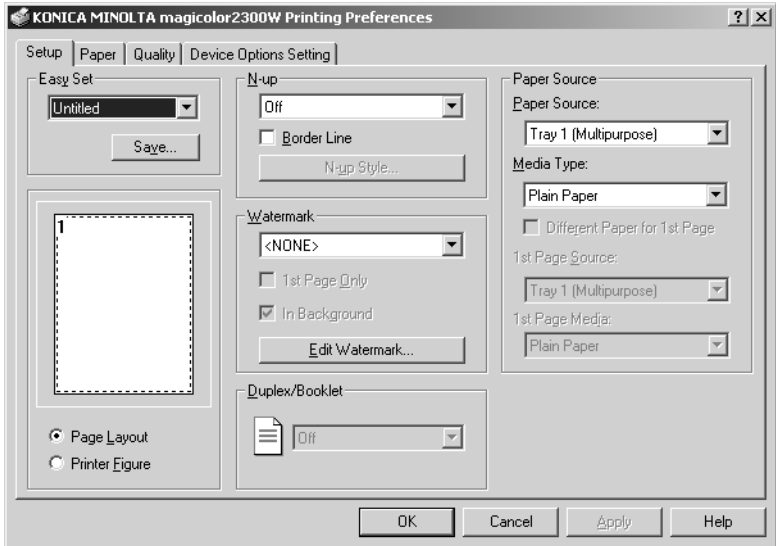 KONICA MINOLTA magicolor2300W Printing Preferences
Setup
Paper
Quality
Device Options Setting
Easy Set
Untitled
Save...
1
Page Layout
Printer Figure
N-up
Off
Border Line
N-up Style...
Watermark
<NONE>
1st Page Only
In Background
Edit Watermark...
Duplex/Booklet
Off
Paper Source
Paper Source:
Tray 1 (Multipurpose)
Media Type:
Plain Paper
Different Paper for 1st Page
1st Page Source:
Tray 1 (Multipurpose)
1st Page Media:
Plain Paper
OK
Cancel
Apply
Help